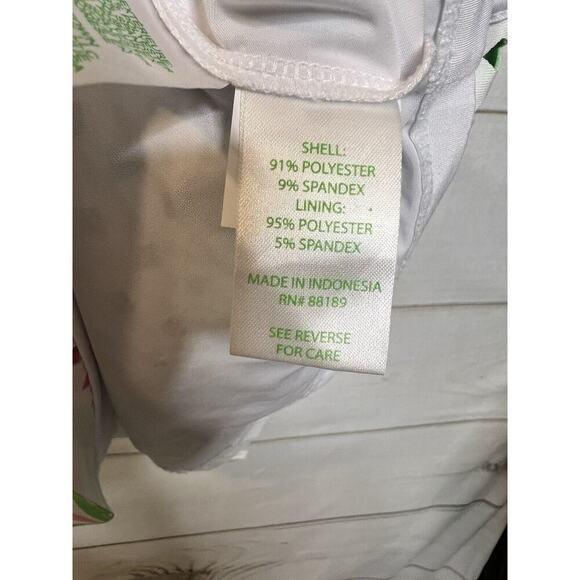 SHELL:
91% POLYESTER
9% SPANDEX
LINING:
95% POLYESTER
5% SPANDEX
MADE IN INDONESIA
RN# 88189
SEE REVERSE
FOR CARE